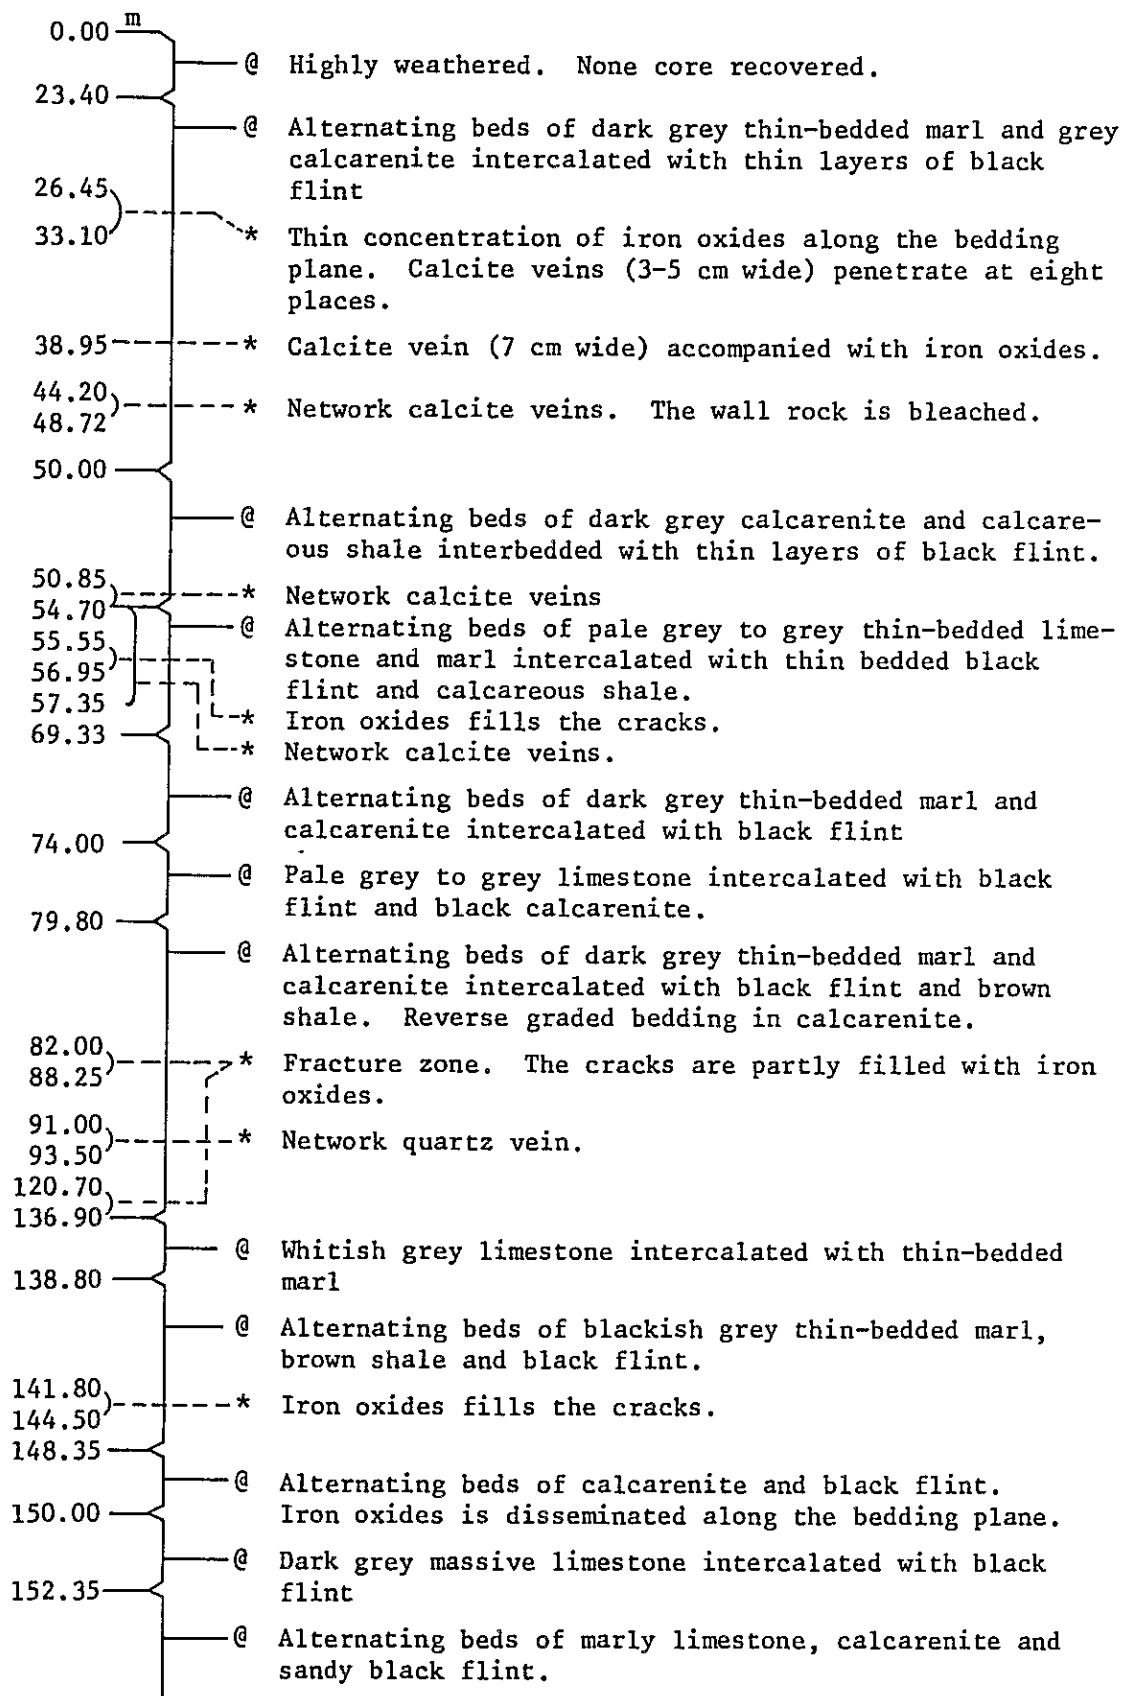 0.00 m
@ Highly weathered. None core recovered.
23.40
@ Alternating beds of dark grey thin-bedded marl and grey
calcarenite intercalated with thin layers of black
flint
26.45
33.10
* Thin concentration of iron oxides along the bedding
plane. Calcite veins (3-5 cm wide) penetrate at eight
places.
38.95 * Calcite vein (7 cm wide) accompanied with iron oxides.
44.20
48.72
* Network calcite veins. The wall rock is bleached.
50.00
@ Alternating beds of dark grey calcarenite and calcare-
ous shale interbedded with thin layers of black flint.
50.85
* Network calcite veins
54.70
@ Alternating beds of pale grey to grey thin-bedded lime-
55.55
stone and marl intercalated with thin bedded black
56.95
flint and calcareous shale.
57.35
* Iron oxides fills the cracks.
69.33
* Network calcite veins.
@ Alternating beds of dark grey thin-bedded marl and
calcarenite intercalated with black flint
74.00
@ Pale grey to grey limestone intercalated with black
flint and black calcarenite.
79.80
@ Alternating beds of dark grey thin-bedded marl and
calcarenite intercalated with black flint and brown
shale. Reverse graded bedding in calcarenite.
82.00
88.25
* Fracture zone. The cracks are partly filled with iron
oxides.
91.00
93.50
* Network quartz vein.
120.70
136.90
@ Whitish grey limestone intercalated with thin-bedded
marl
138.80
@ Alternating beds of blackish grey thin-bedded marl,
brown shale and black flint.
141.80
144.50
* Iron oxides fills the cracks.
148.35
@ Alternating beds of calcarenite and black flint.
Iron oxides is disseminated along the bedding plane.
150.00
@ Dark grey massive limestone intercalated with black
flint
152.35
@ Alternating beds of marly limestone, calcarenite and
sandy black flint.